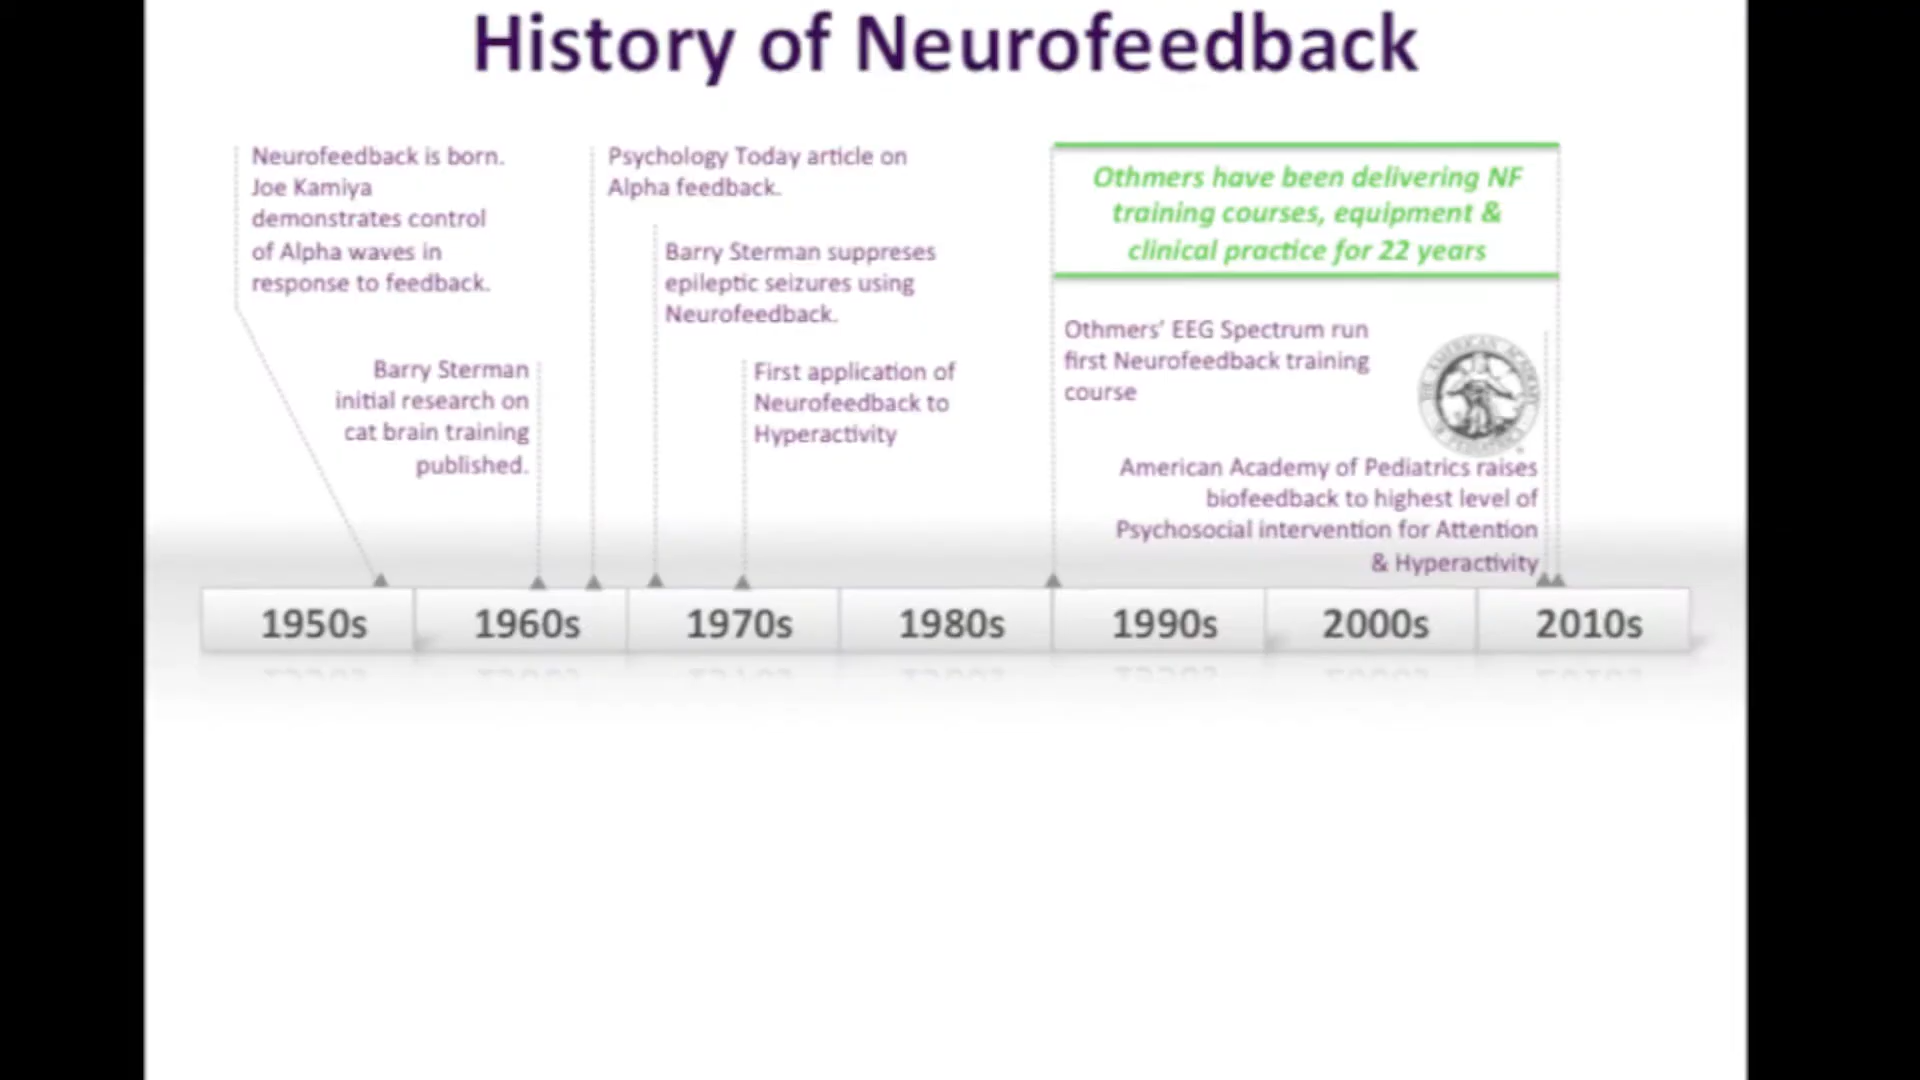 History of Neurofeedback
Neurofeedback is born.
Joe Kamiya
demonstrates control
of Alpha waves in
response to feedback.
Barry Sterman
initial research on
cat brain training
published.
Psychology Today article on
Alpha feedback.
Barry Sterman suppreses
epileptic seizures using
Neurofeedback.
First application of
Neurofeedback to
Hyperactivity
Othmers have been delivering NF
training courses, equipment &
clinical practice for 22 years
Othmers' EEG Spectrum run
first Neurofeedback training
course
American Academy of Pediatrics raises
biofeedback to highest level of
Psychosocial intervention for Attention
& Hyperactivity
1950s
1960s
1970s
1980s
1990s
2000s
2010s